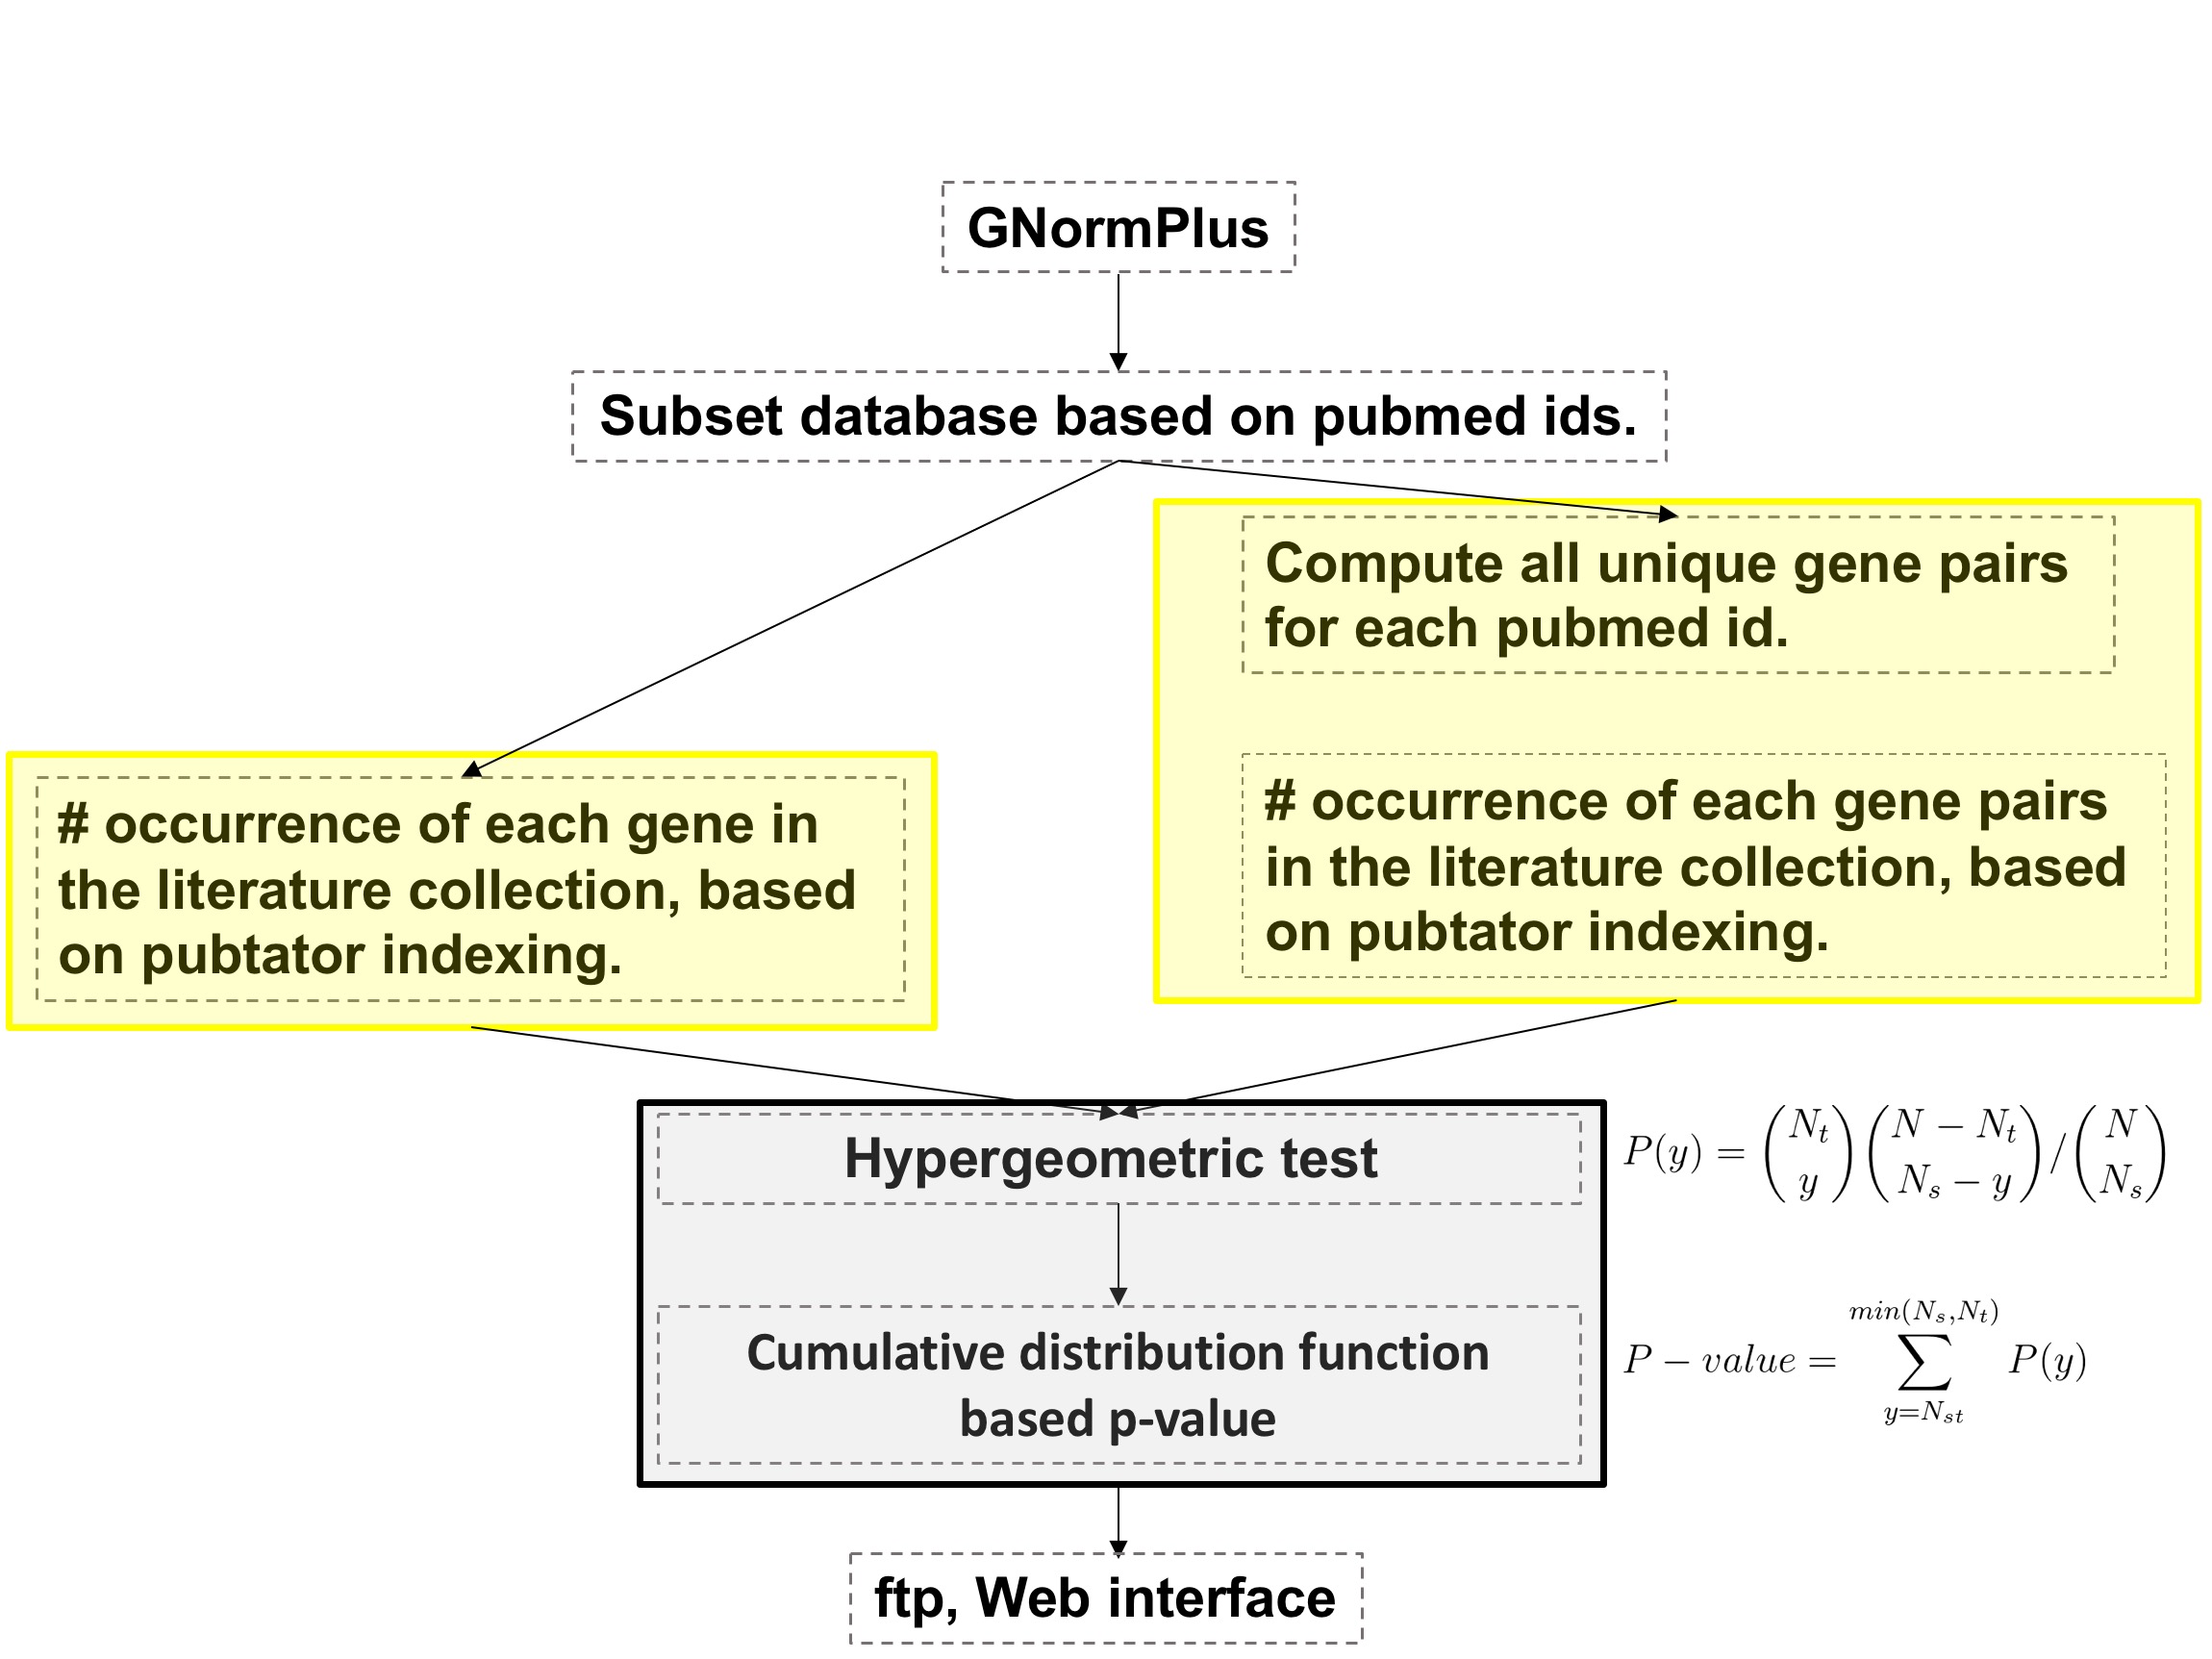 GNormPlus
Subset database based on pubmed ids.
Compute all unique gene pairs
for each pubmed id.
# occurrence of each gene in
the literature collection, based
on pubtator indexing.
# occurrence of each gene pairs
in the literature collection, based
on pubtator indexing.
Hypergeometric test
P(y) = \binom{N_t}{y} \binom{N - N_t}{N_s - y} / \binom{N}{N_s}
Cumulative distribution function
based p-value
P - value = \sum_{y=N_{st}}^{min(N_s,N_t)} P(y)
ftp, Web interface